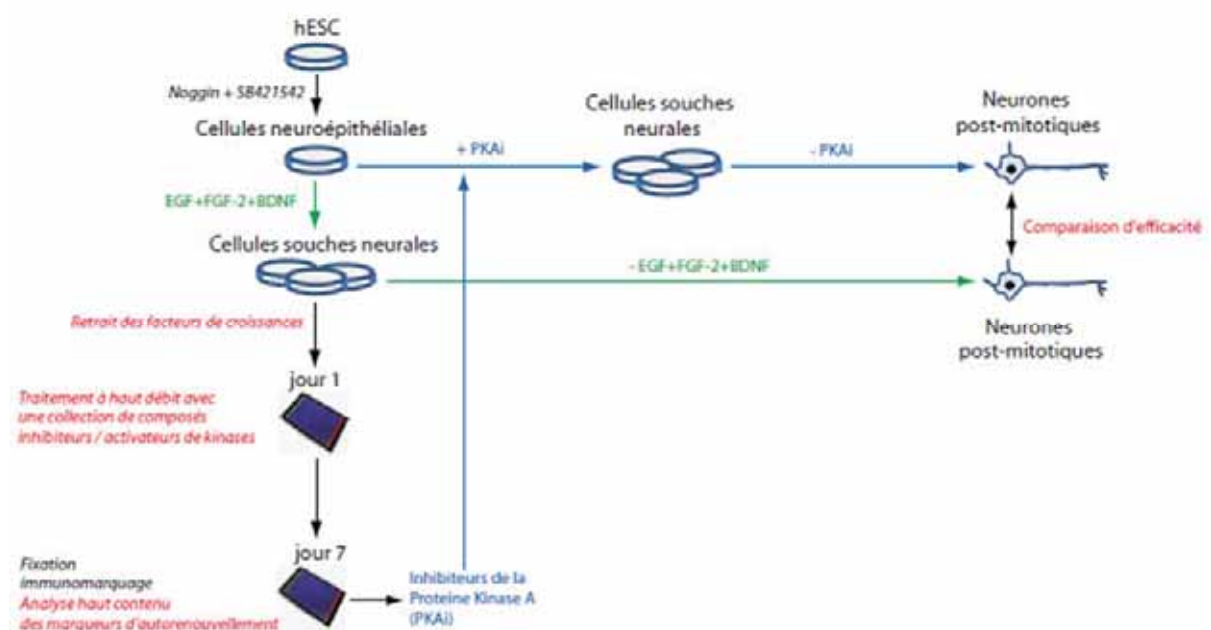 hESC
Noggin + SB421542
Cellules neuroépithéliales
+ PKAi
Cellules souches
neurales
- PKAi
Neurones
post-mitotiques
EGF+FGF-2+BDNF
Comparaison d'efficacité
Cellules souches neurales
- EGF+FGF-2+BDNF
Neurones
post-mitotiques
Retrait des facteurs de croissances
jour 1
Traitement à haut débit avec
une collection de composés
inhibiteurs / activateurs de kinases
jour 7
Fixation
immunomarquage
Analyse haut contenu
des marqueurs d'autorenouvellement
Inhibiteurs de la
Proteine Kinase A
(PKAi)